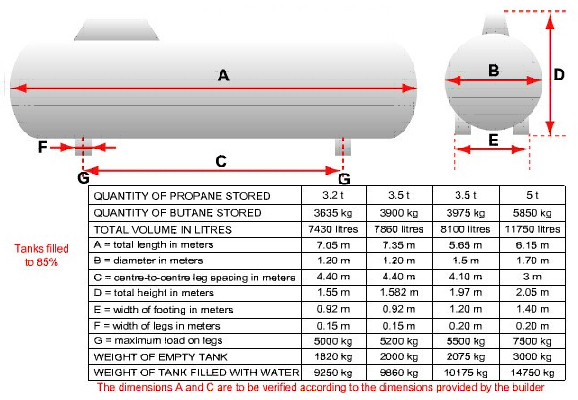 A
B
D
F
E
C
G
G
Tanks filled
to 85%
QUANTITY OF PROPANE STORED 3.2 t 3.5 t 3.5 t 5 t
QUANTITY OF BUTANE STORED 3635 kg 3900 kg 3975 kg 5850 kg
TOTAL VOLUME IN LITRES 7430 litres 7860 litres 8100 litres 11750 litres
A = total length in meters 7.05 m 7.35 m 5.65 m 6.15 m
B = diameter in meters 1.20 m 1.20 m 1.5 m 1.70 m
C = centre-to-centre leg spacing in meters 4.40 m 4.40 m 4.10 m 3 m
D = total height in meters 1.55 m 1.582 m 1.97 m 2.05 m
E = width of footing in meters 0.92 m 0.92 m 1.20 m 1.40 m
F = width of legs in meters 0.15 m 0.15 m 0.20 m 0.20 m
G = maximum load on legs 5000 kg 5200 kg 5500 kg 7500 kg
WEIGHT OF EMPTY TANK 1820 kg 2000 kg 2075 kg 3000 kg
WEIGHT OF TANK FILLED WITH WATER 9250 kg 9860 kg 10175 kg 14750 kg
The dimensions A and C are to be verified according to the dimensions provided by the builder